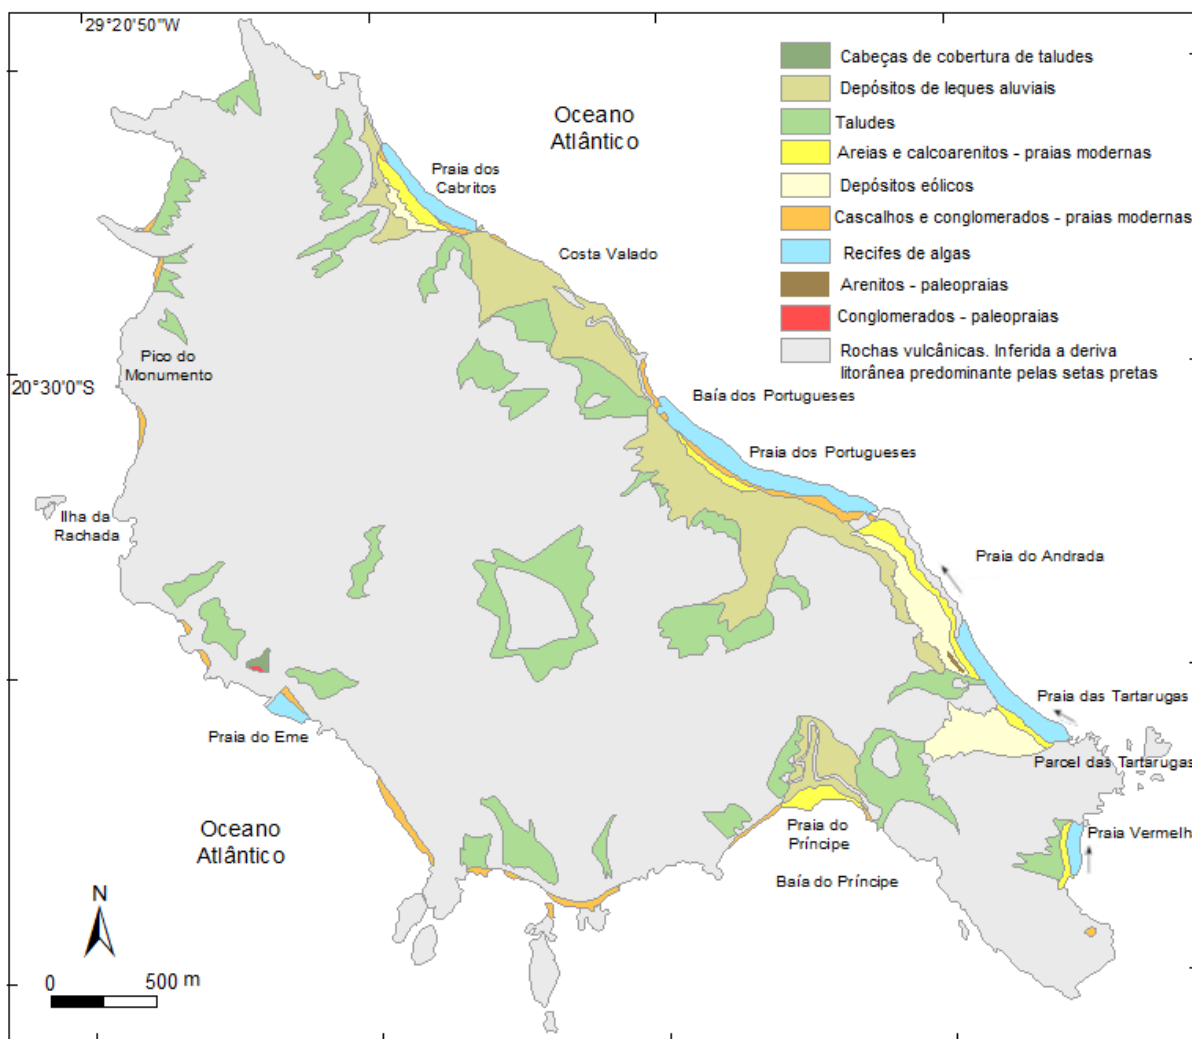 29°20'50"W
Oceano
Atlântico
Cabeças de cobertura de taludes
Depósitos de leques aluviais
Taludes
Areias e calcoarenitos - praias modernas
Depósitos eólicos
Cascalhos e conglomerados - praias modernas
Recifes de algas
Arenitos - paleopraias
Conglomerados - paleopraias
Rochas vulcânicas. Inferida a deriva
litorânea predominante pelas setas pretas
Praia dos
Cabritos
Costa Valado
Pico do
Monumento
20°30'0"S
Baía dos Portugueses
Praia dos Portugueses
Ilha da
Rachada
Praia do Andrada
Praia das Tartarugas
Praia do Eme
Parcel das Tartarugas
Oceano
Atlântico
Praia do
Príncipe
Praia Vermelh
Baía do Príncipe
N
0 500 m